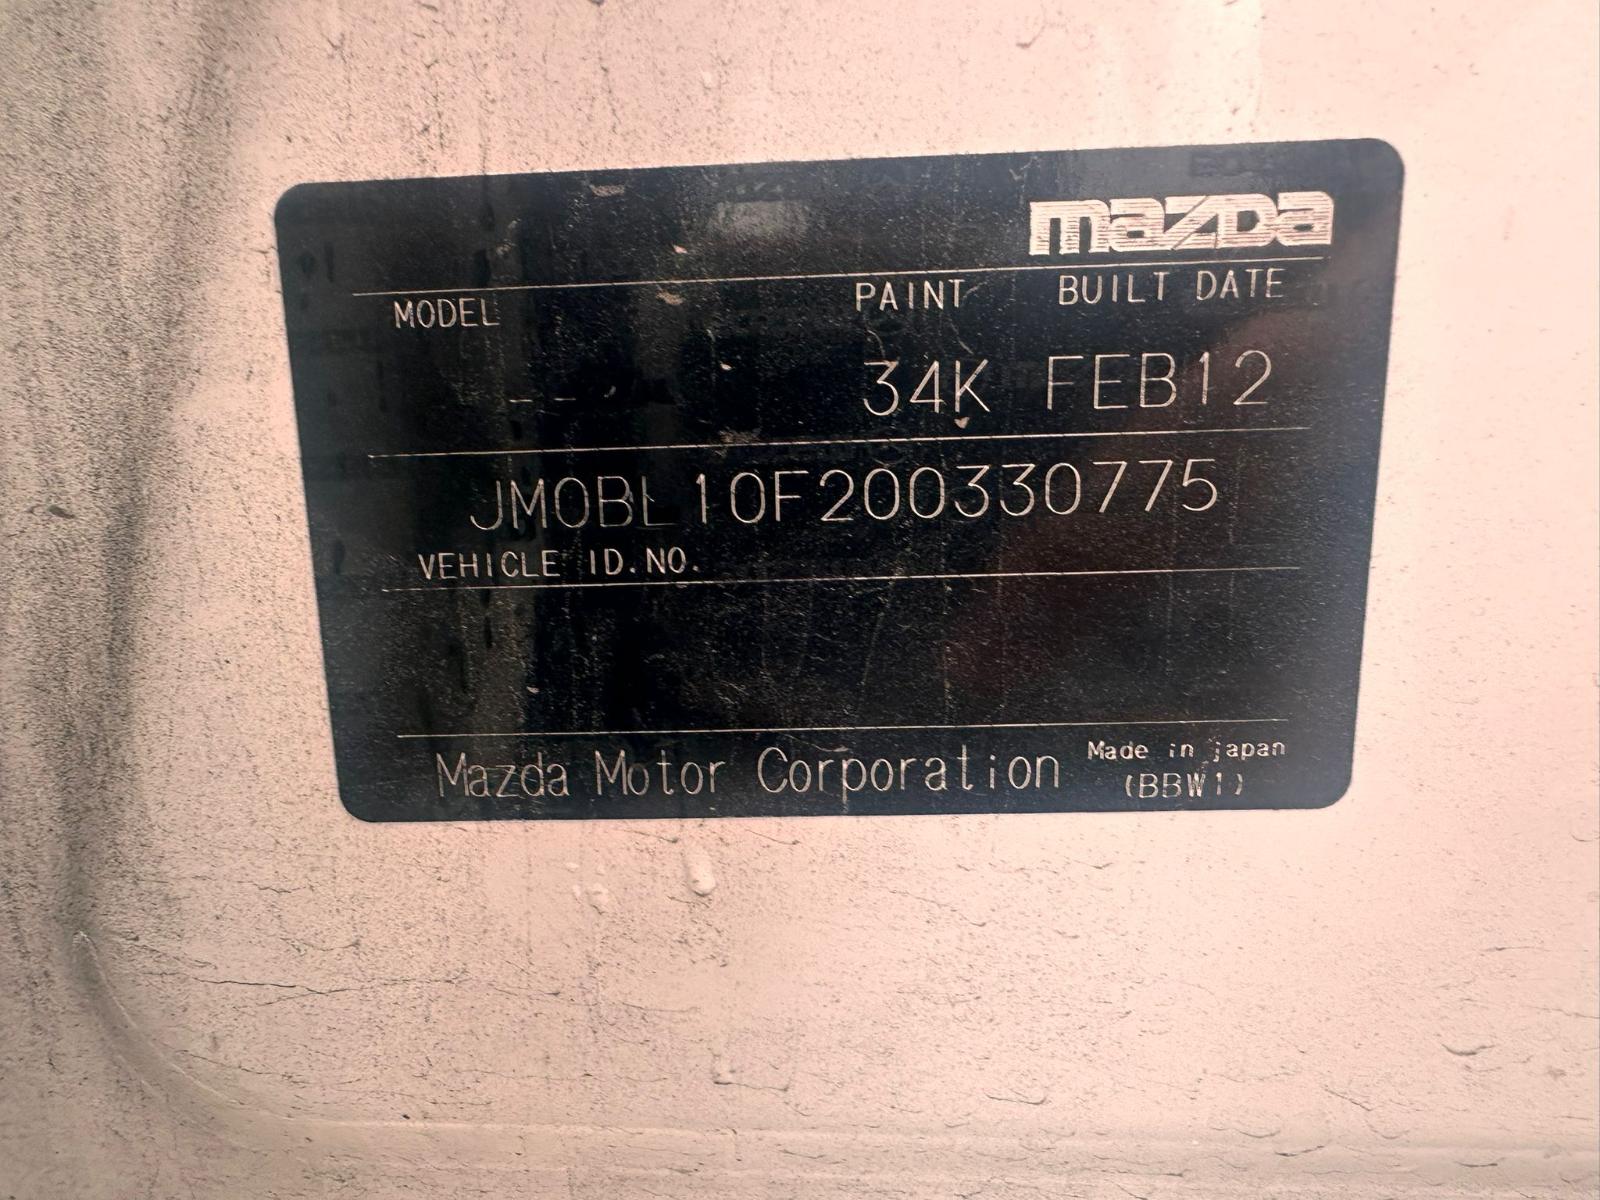 mazDa
MODEL PAINT BUILT DATE
-- 34K FEB12
JM0BL10F200330775
VEHICLE ID.NO.
Mazda Motor Corporation Made in japan
(BBW1)